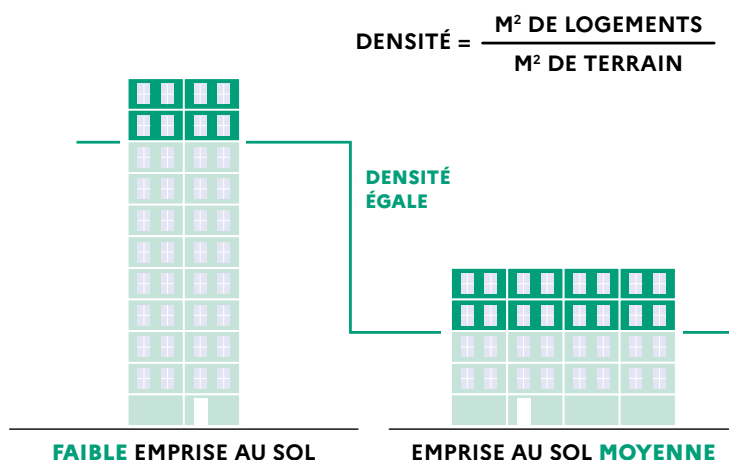 DENSITÉ = M² DE LOGEMENTS
M² DE TERRAIN
DENSITÉ
ÉGALE
FAIBLE EMPRISE AU SOL
EMPRISE AU SOL MOYENNE